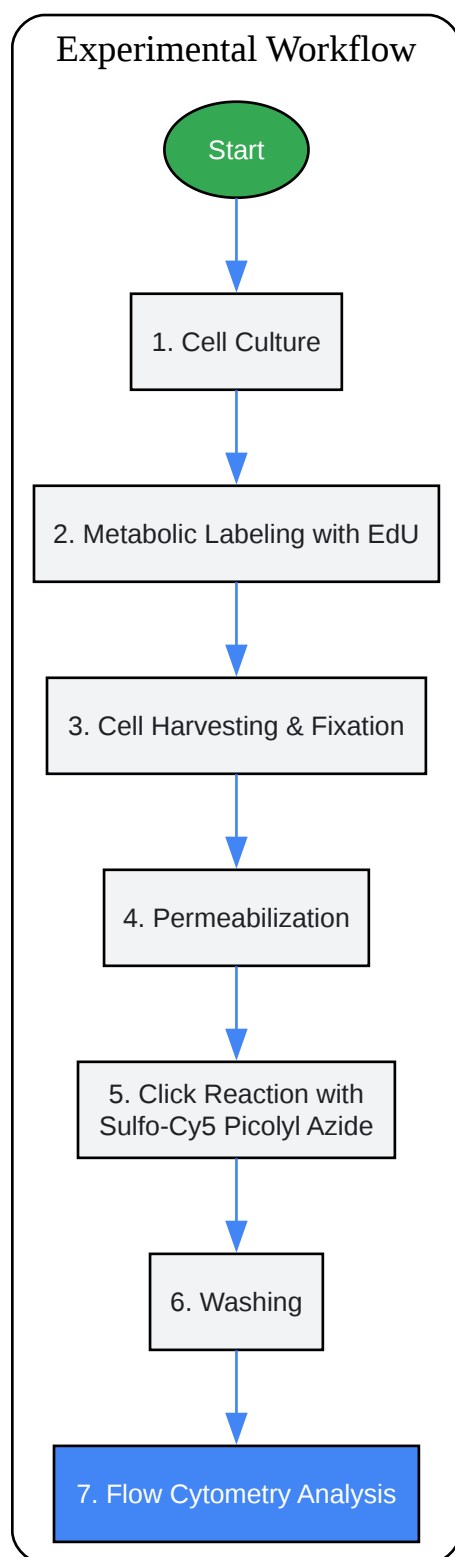 Experimental Workflow
Start
1. Cell Culture
2. Metabolic Labeling with EdU
3. Cell Harvesting & Fixation
4. Permeabilization
5. Click Reaction with
Sulfo-Cy5 Picolyl Azide
6. Washing
7. Flow Cytometry Analysis